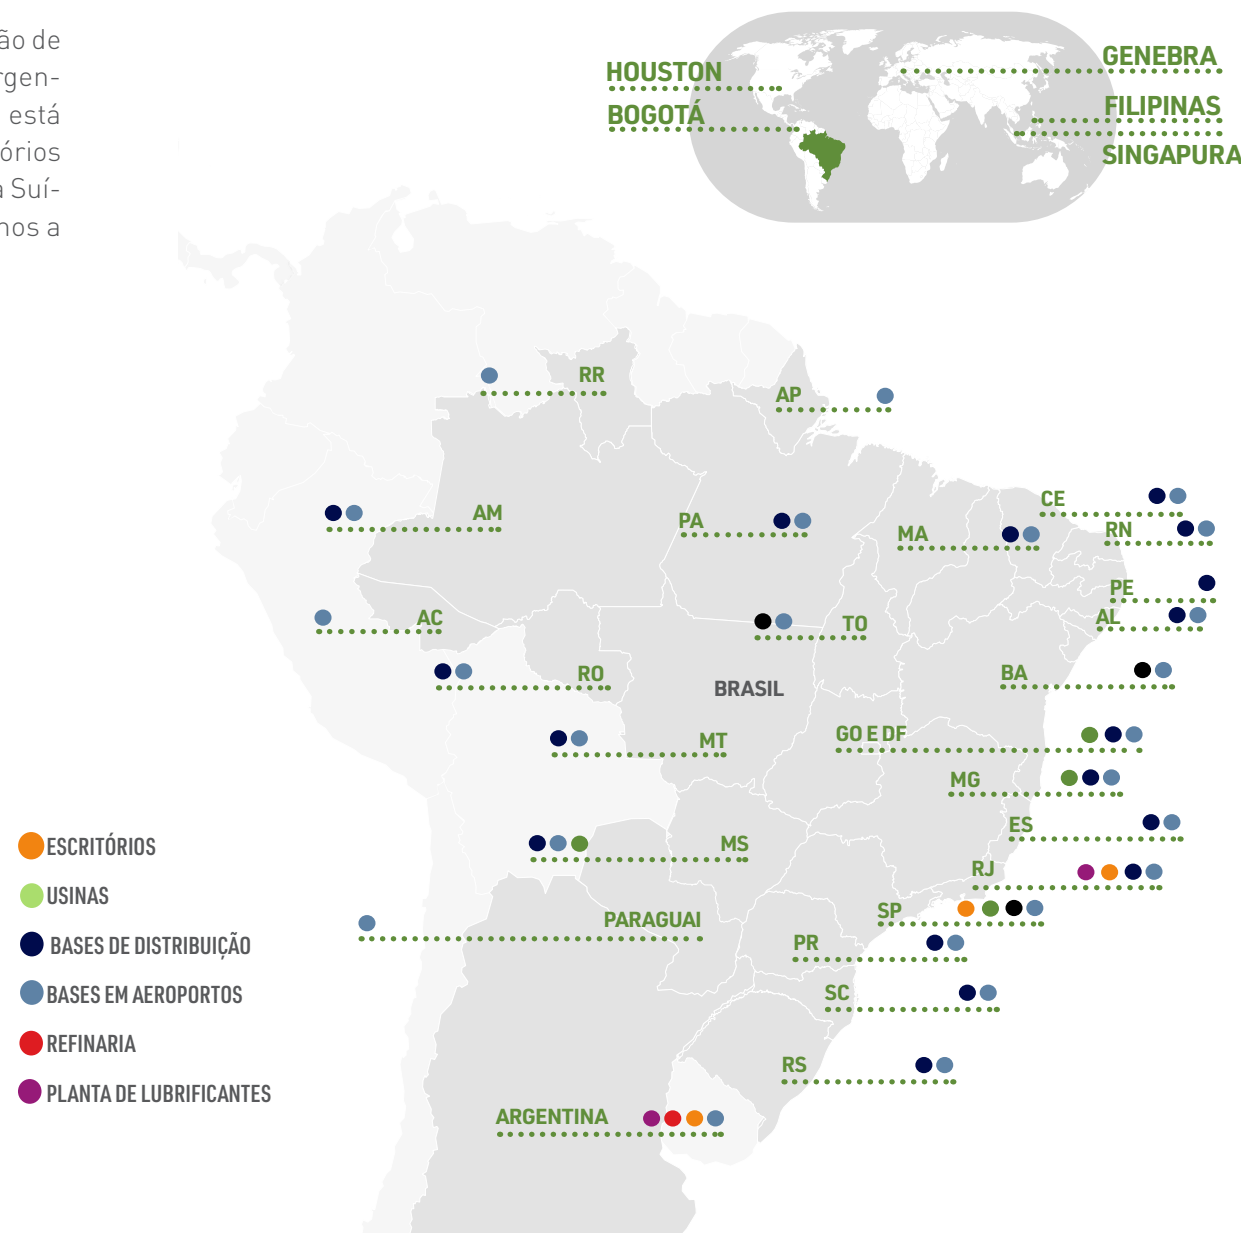 ão de
rgen-
está
órios
a Suí-
nos a
HOUSTON
BOGOTÁ
GENEBRA
FILIPINAS
SINGAPURA
RR
AP
AM
PA
MA
CE
RN
PE
AL
AC
TO
RO
BRASIL
BA
MT
GO E DF
MG
MS
ES
RJ
PARAGUAI
SP
PR
SC
RS
ARGENTINA
ESCRITÓRIOS
USINAS
BASES DE DISTRIBUIÇÃO
BASES EM AEROPORTOS
REFINARIA
PLANTA DE LUBRIFICANTES